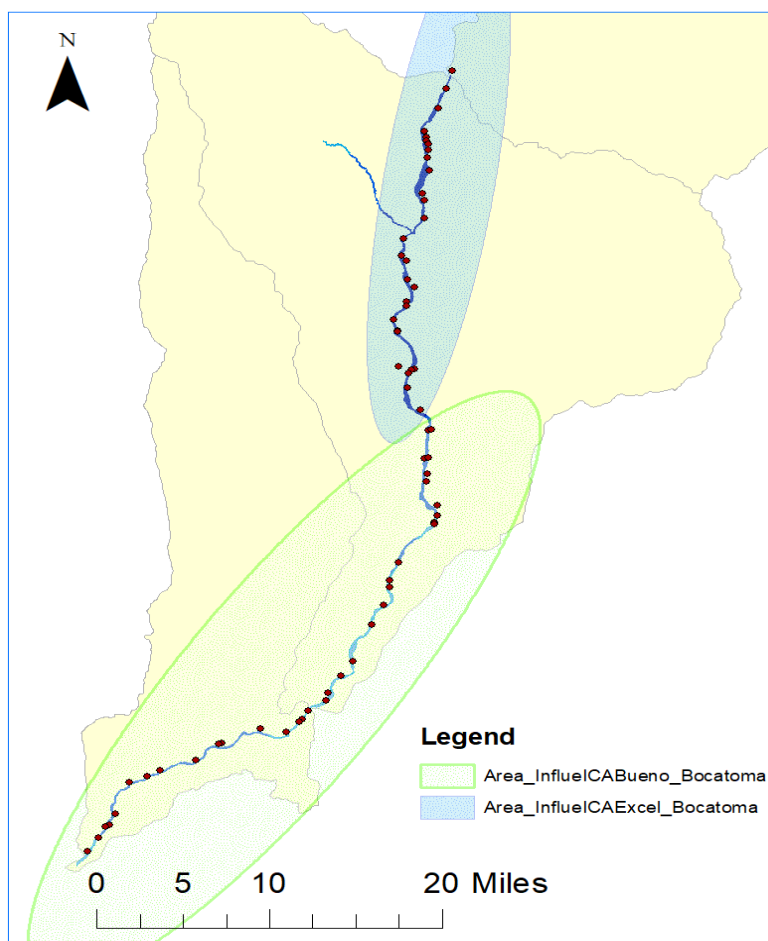 N
Legend
Area_InflueICABueno_Bocatoma
Area_InflueICAExcel_Bocatoma
0 5 10 20 Miles